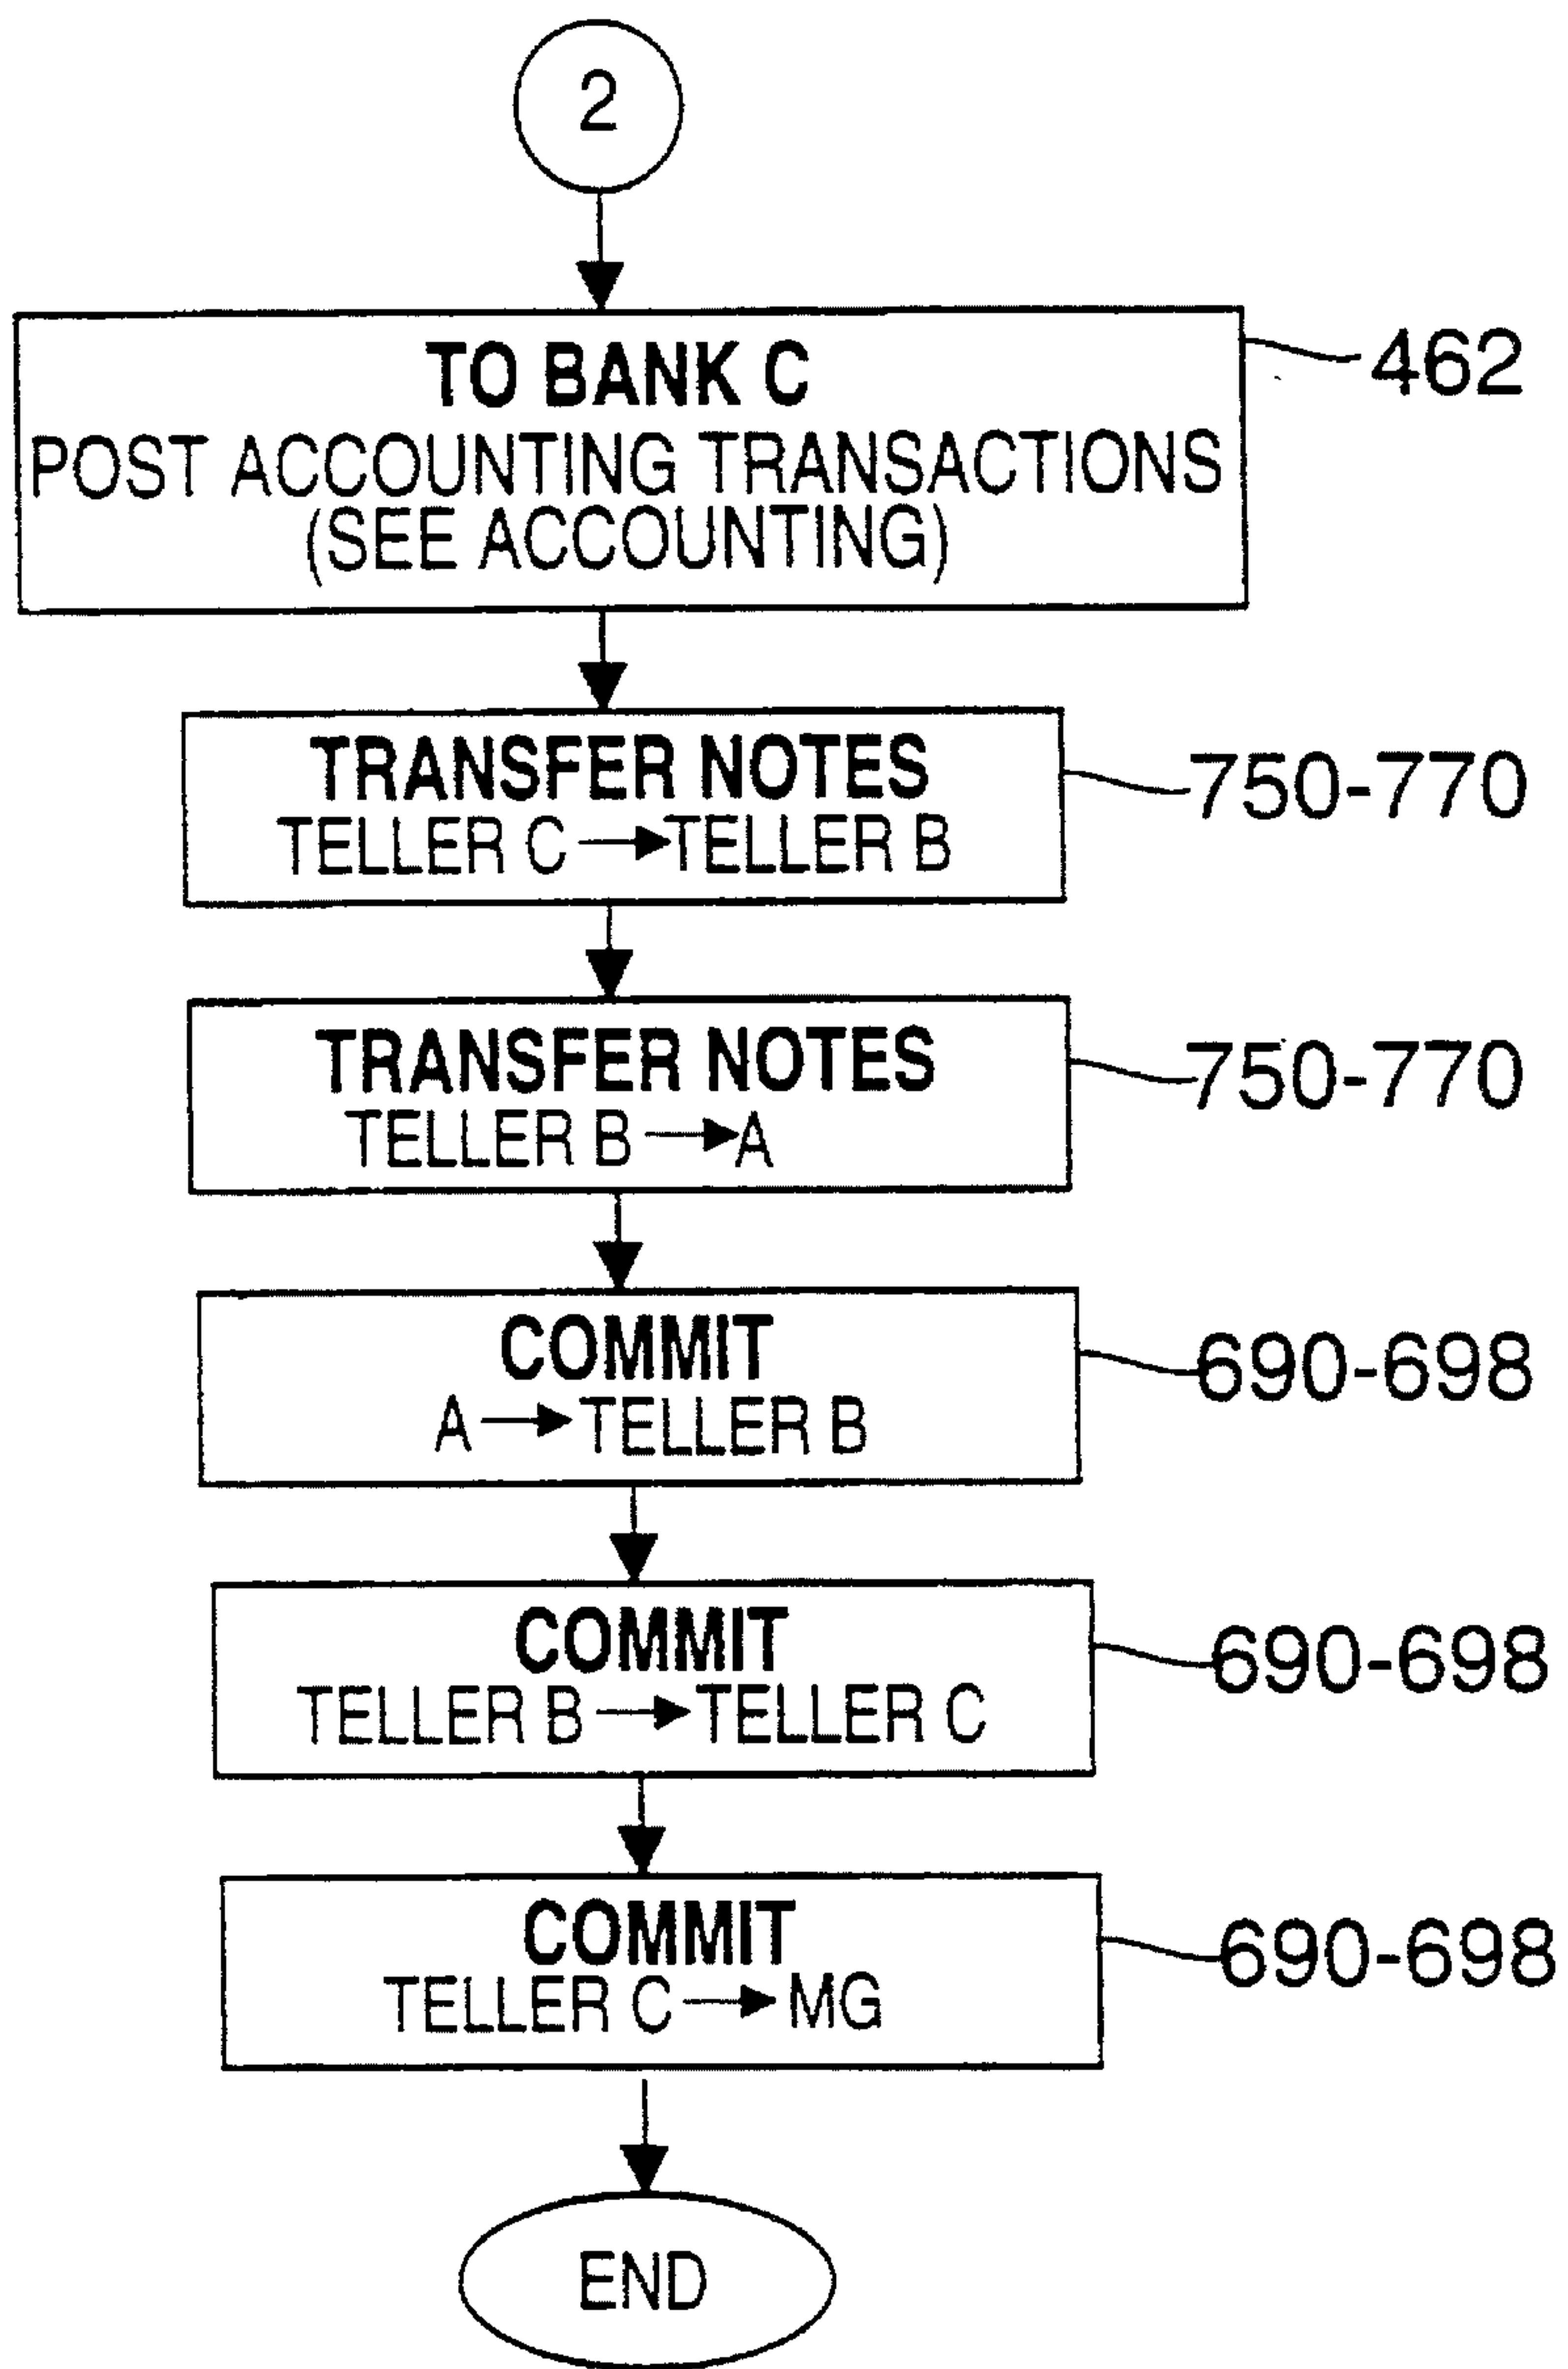 2
TO BANK C
POST ACCOUNTING TRANSACTIONS
(SEE ACCOUNTING)
462
TRANSFER NOTES
TELLER C → TELLER B
750-770
TRANSFER NOTES
TELLER B → A
750-770
COMMIT
A → TELLER B
690-698
COMMIT
TELLER B → TELLER C
690-698
COMMIT
TELLER C → MG
690-698
END